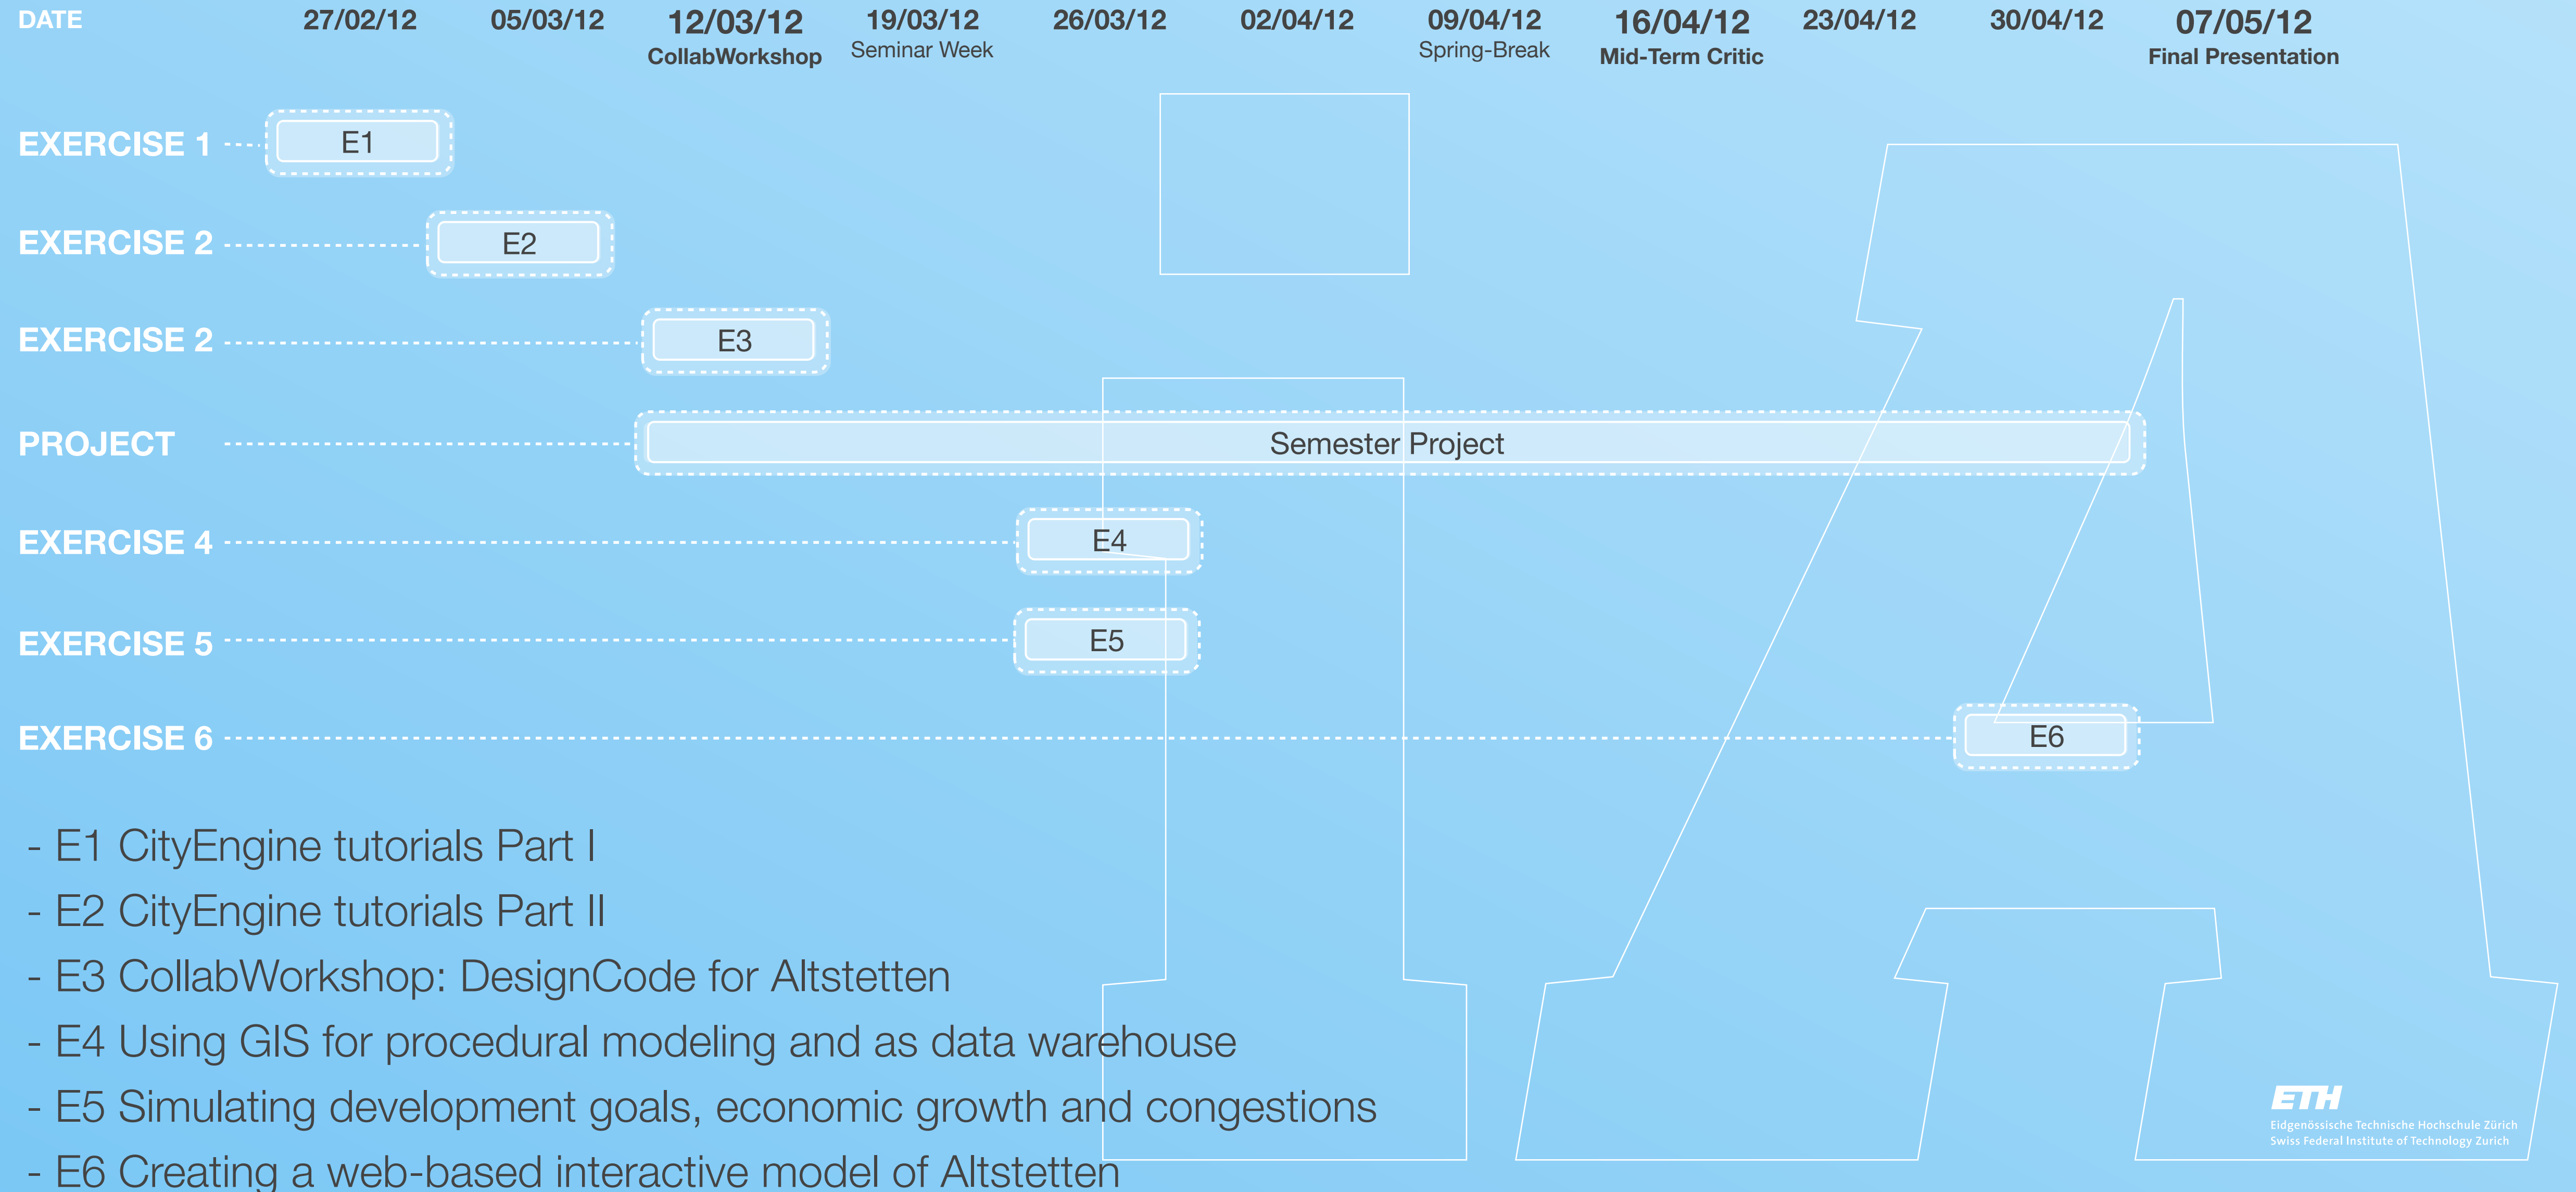 DATE 27/02/12 05/03/12 12/03/12 19/03/12 26/03/12 02/04/12 09/04/12 16/04/12 23/04/12 30/04/12 07/05/12
CollabWorkshop Seminar Week Spring-Break Mid-Term Critic Final Presentation
EXERCISE 1 E1
EXERCISE 2 E2
EXERCISE 2 E3
PROJECT Semester Project
EXERCISE 4 E4
EXERCISE 5 E5
EXERCISE 6 E6
- E1 CityEngine tutorials Part I
- E2 CityEngine tutorials Part II
- E3 CollabWorkshop: DesignCode for Altstetten
- E4 Using GIS for procedural modeling and as data warehouse
- E5 Simulating development goals, economic growth and congestions
- E6 Creating a web-based interactive model of Altstetten
iA
ETH
Eidgenössische Technische Hochschule Zürich
Swiss Federal Institute of Technology Zurich